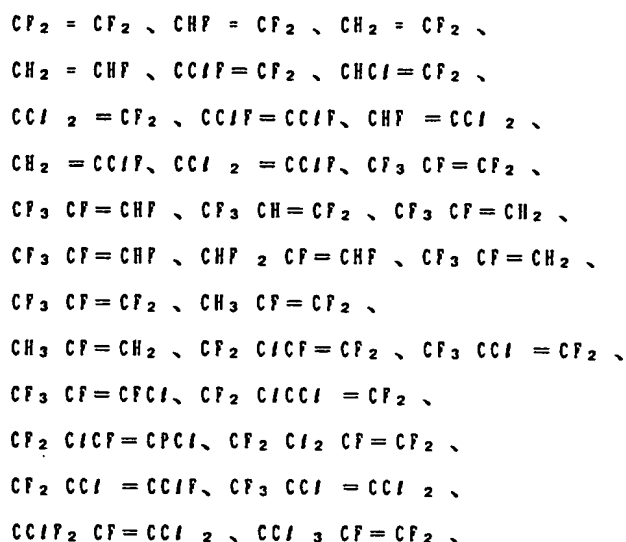 CF₂ = CF₂ 、CHF = CF₂ 、CH₂ = CF₂ 、
CH₂ = CHF 、CClF=CF₂ 、CHCl=CF₂ 、
CCl ₂ =CF₂ 、CClF=CClF、CHF =CCl ₂ 、
CH₂ =CClF、CCl ₂ =CClF、CF₃ CF=CF₂ 、
CF₃ CF=CHF 、CF₃ CH=CF₂ 、CF₃ CF=CH₂ 、
CF₃ CF=CHF 、CHF ₂ CF=CHF 、CF₃ CF=CH₂ 、
CF₃ CF=CF₂ 、CH₃ CF=CF₂ 、
CH₃ CF=CH₂ 、CF₂ ClCF=CF₂ 、CF₃ CCl =CF₂ 、
CF₃ CF=CFCl、CF₂ ClCCl =CF₂ 、
CF₂ ClCF=CPCl、CF₂ Cl₂ CF=CF₂ 、
CF₂ CCl =CClF、CF₃ CCl =CCl ₂ 、
CClF₂ CF=CCl ₂ 、CCl ₃ CF=CF₂ 、